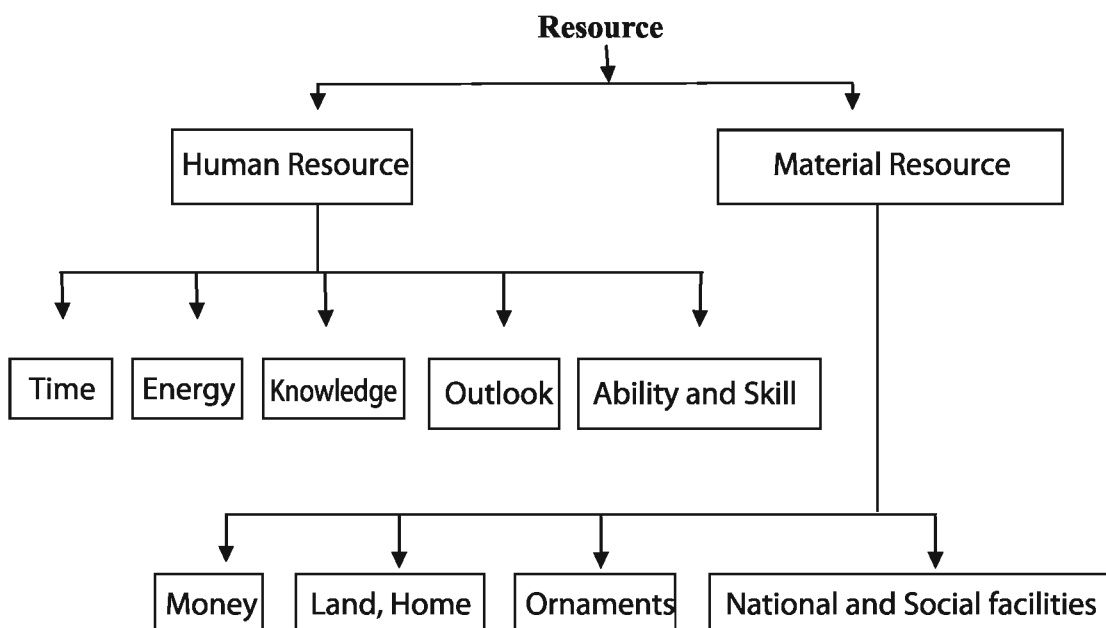 Resource
Human Resource
Material Resource
Time
Energy
Knowledge
Outlook
Ability and Skill
Money
Land, Home
Ornaments
National and Social facilities